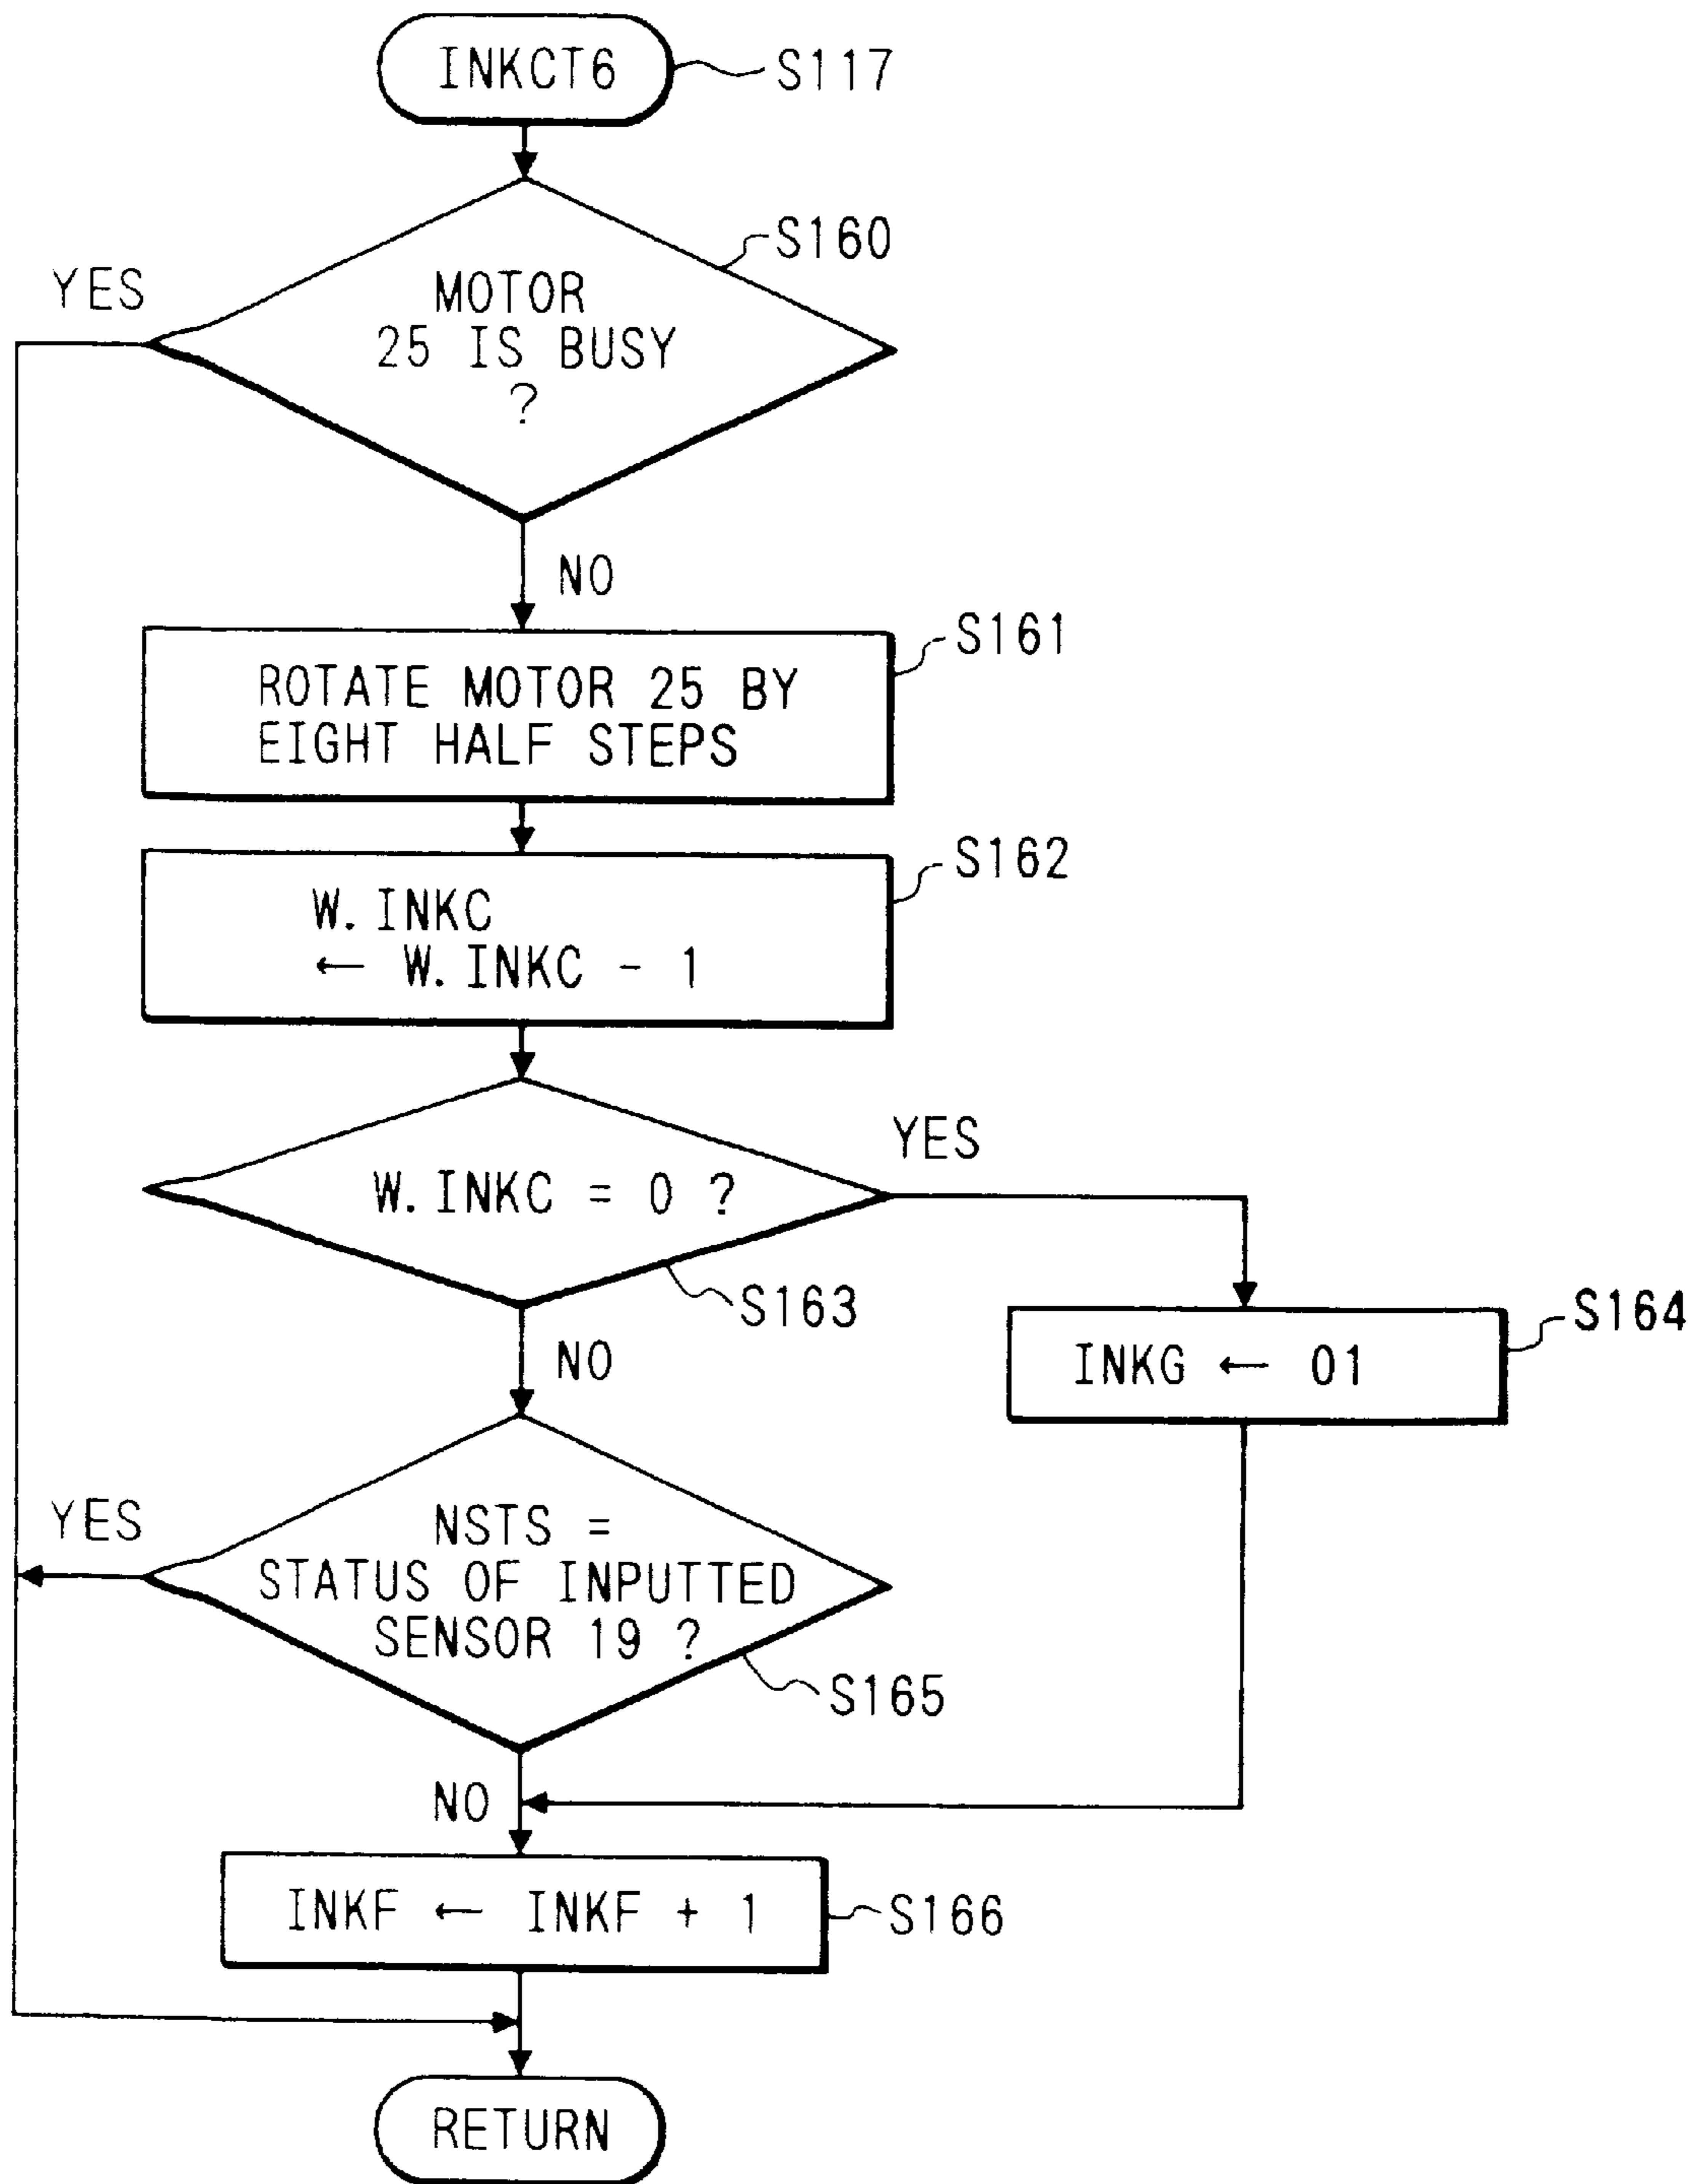 INKCT6
S117
S160
YES
MOTOR
25 IS BUSY
?
NO
S161
ROTATE MOTOR 25 BY
EIGHT HALF STEPS
S162
W. INKC
← W. INKC - 1
YES
W. INKC = 0 ?
S163
S164
NO
INKG ← 01
YES
NSTS =
STATUS OF INPUTTED
SENSOR 19 ?
S165
NO
INKF ← INKF + 1
S166
RETURN